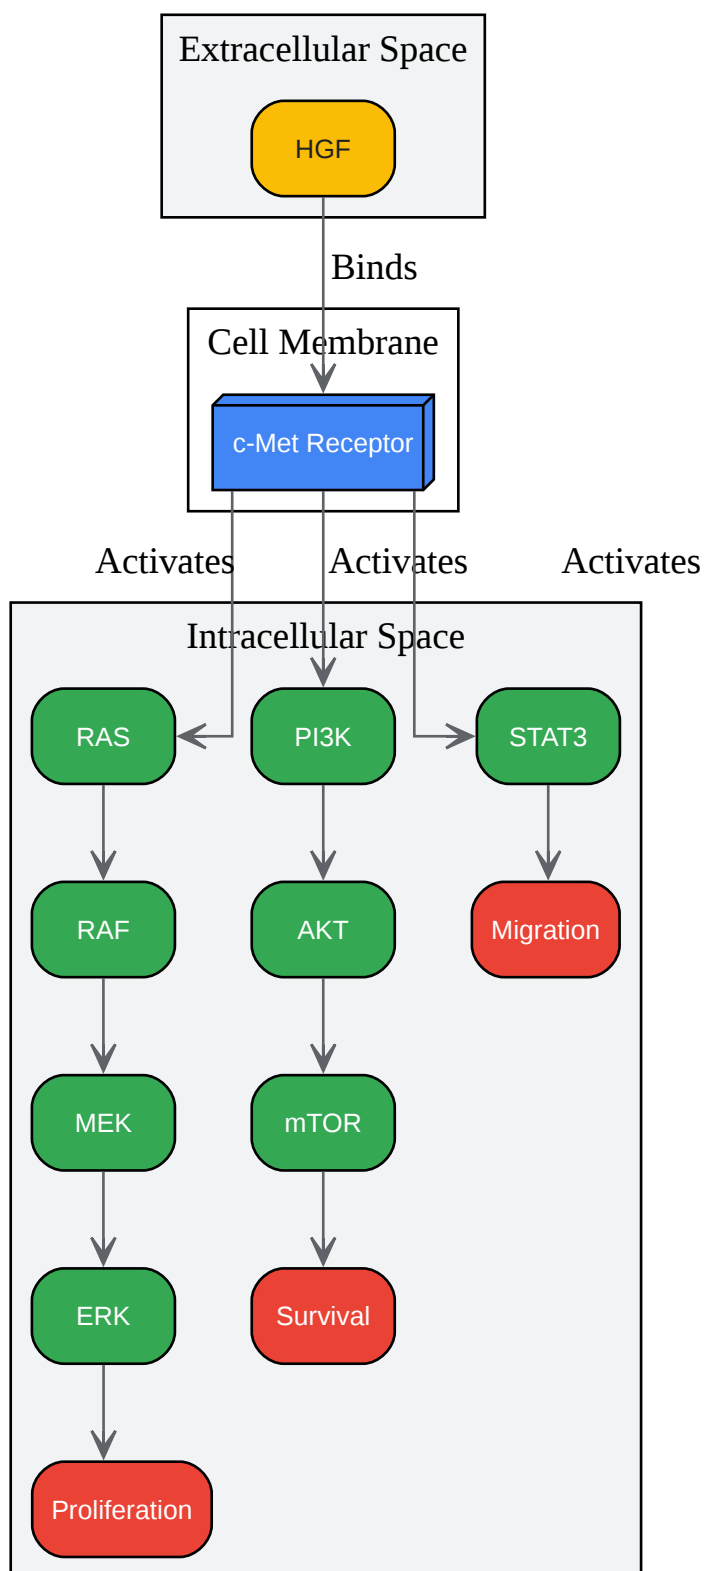 Extracellular Space
HGF
Binds
Cell Membrane
c-Met Receptor
Activates
Activates
Activates
Intracellular Space
RAS
PI3K
STAT3
RAF
AKT
Migration
MEK
mTOR
ERK
Survival
Proliferation